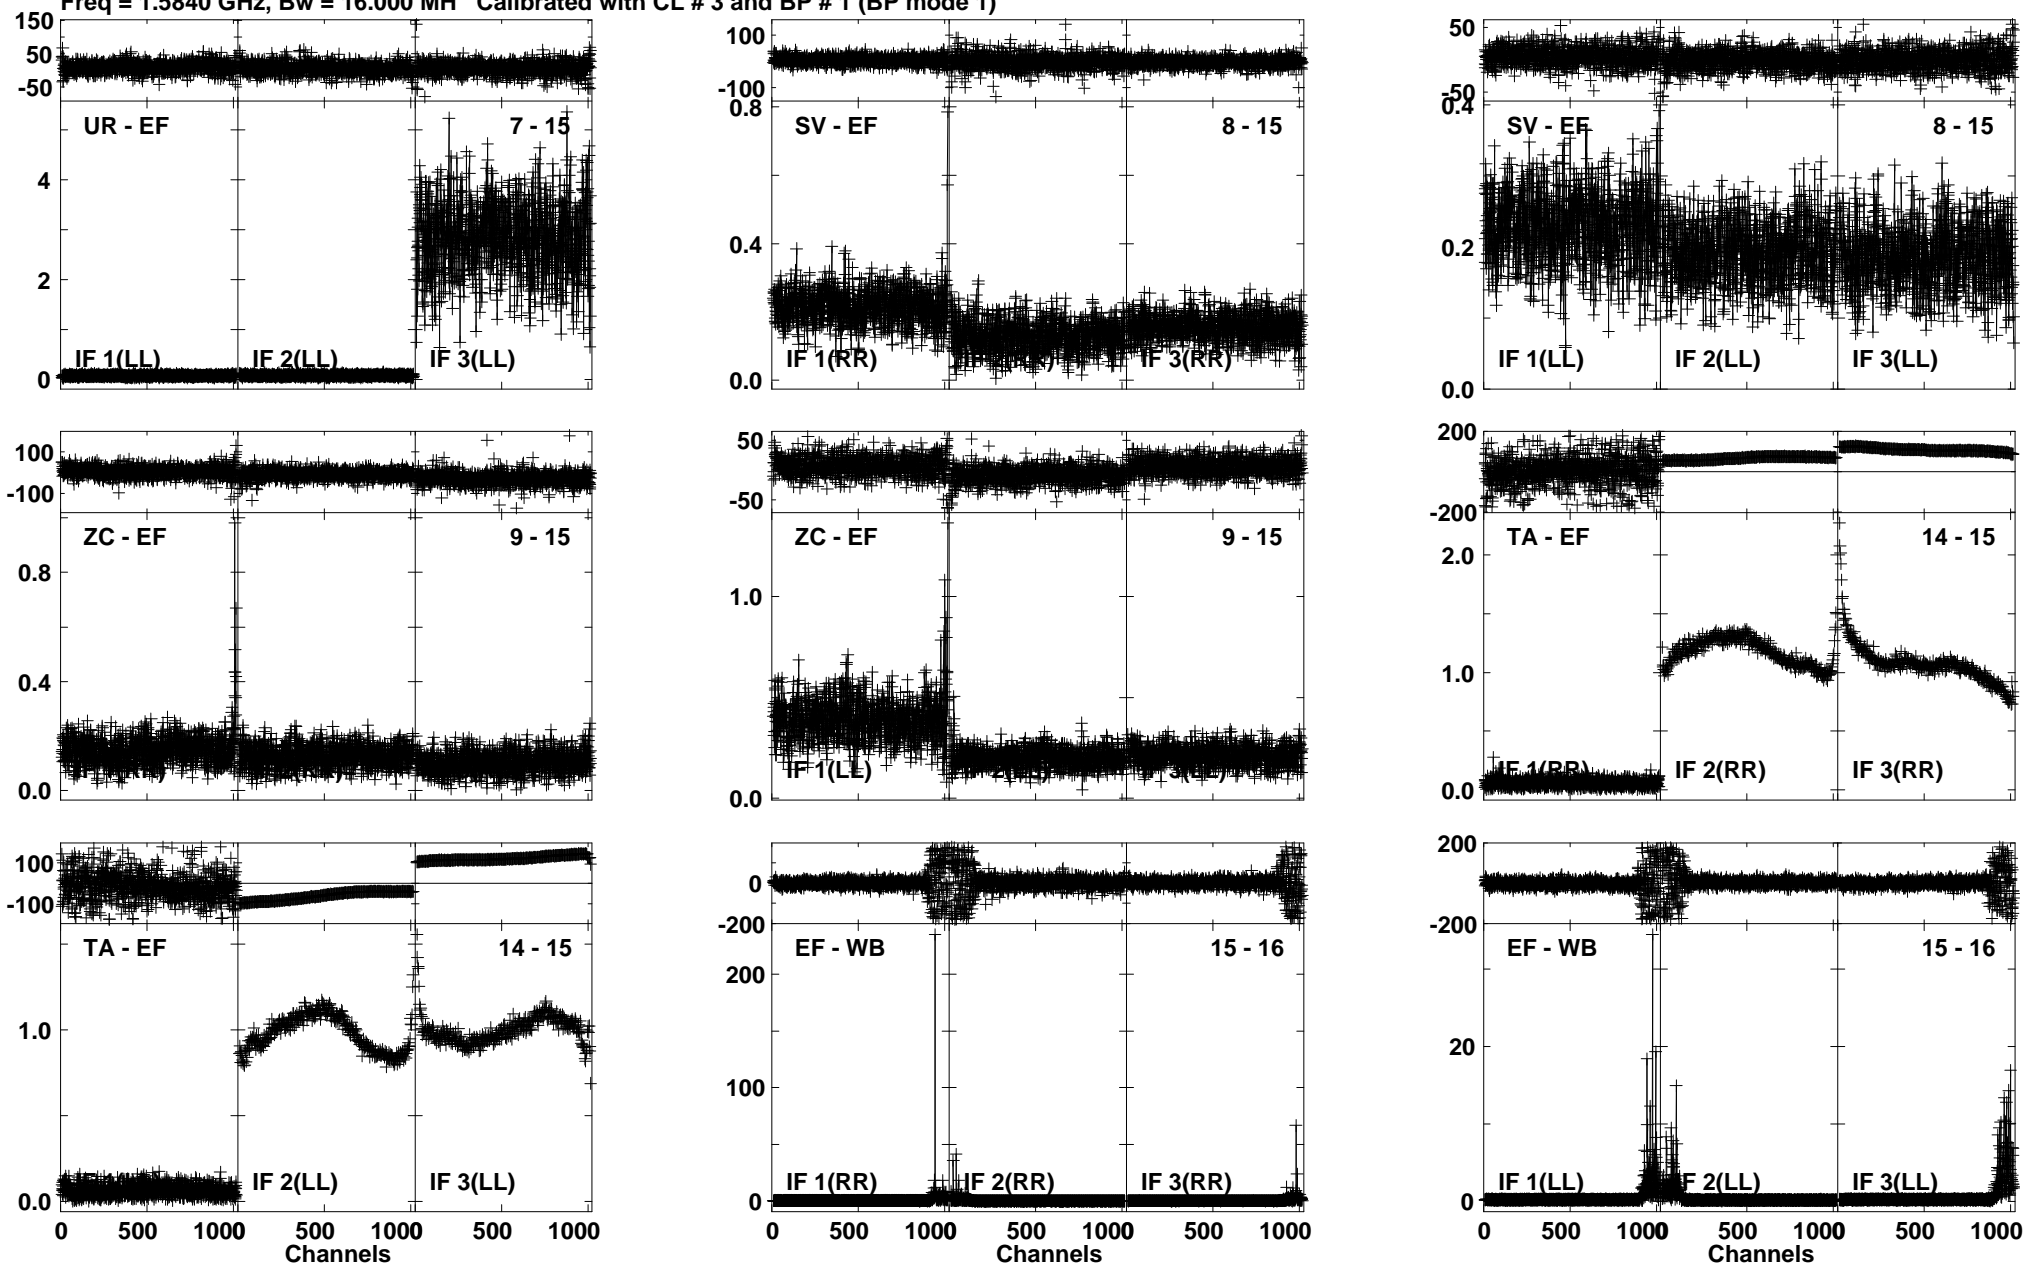 Freq = 1.5840 GHz, Bw = 16.000 MH Calibrated with CL # 3 and BP # 1 (BP mode 1)
150
50
-50
UR - EF
7 - 15
4
2
0
IF 1(LL)
IF 2(LL)
IF 3(LL)
100
-100
0.8
SV - EF
8 - 15
0.4
0.0
IF 1(RR)
IF 3(RR)
50
-50
0.4
SV - EF
8 - 15
0.2
0.0
IF 1(LL)
IF 2(LL)
IF 3(LL)
100
-100
ZC - EF
9 - 15
0.8
0.4
0.0
50
-50
ZC - EF
9 - 15
1.0
0.0
IF 1(LL)
200
-200
TA - EF
14 - 15
2.0
1.0
0.0
IF 1(RR)
IF 2(RR)
IF 3(RR)
100
-100
TA - EF
14 - 15
1.0
0.0
IF 2(LL)
IF 3(LL)
0 500 1000 500 1000
Channels
200
0
-200
EF - WB
15 - 16
200
100
0
IF 1(RR)
IF 2(RR)
IF 3(RR)
0 500 1000 500 1000 500 1000
Channels
200
0
-200
EF - WB
15 - 16
20
0
IF 1(LL)
IF 2(LL)
IF 3(LL)
0 500 1000 500 1000 500 1000
Channels